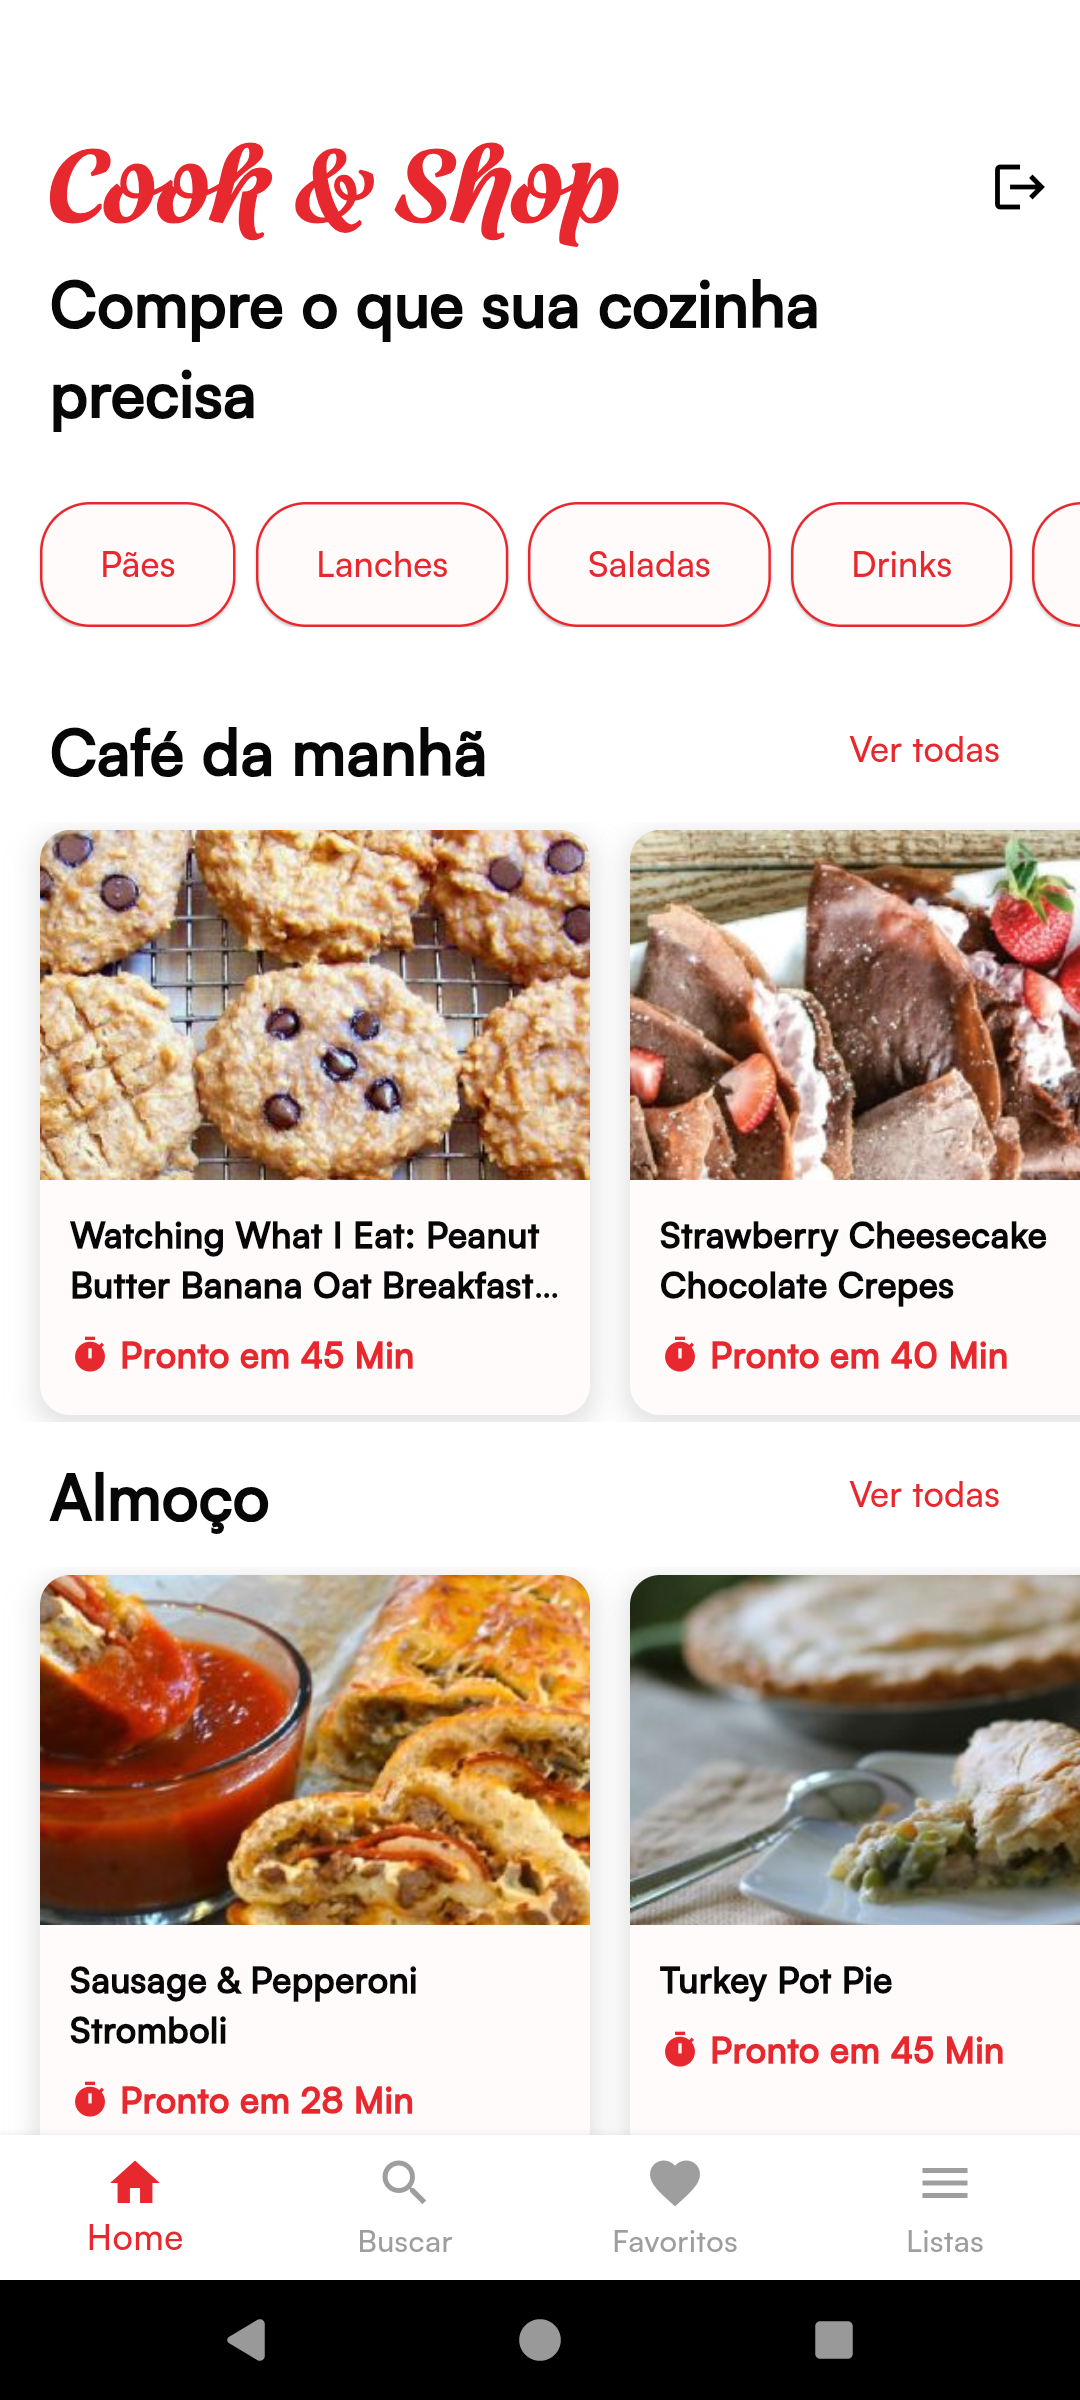 Cook & Shop
Compre o que sua cozinha
precisa
Pães
Lanches
Saladas
Drinks
Café da manhã
Ver todas
Watching What I Eat: Peanut
Butter Banana Oat Breakfast...
Pronto em 45 Min
Strawberry Cheesecake
Chocolate Crepes
Pronto em 40 Min
Almoço
Ver todas
Sausage & Pepperoni
Stromboli
Pronto em 28 Min
Turkey Pot Pie
Pronto em 45 Min
Home
Buscar
Favoritos
Listas